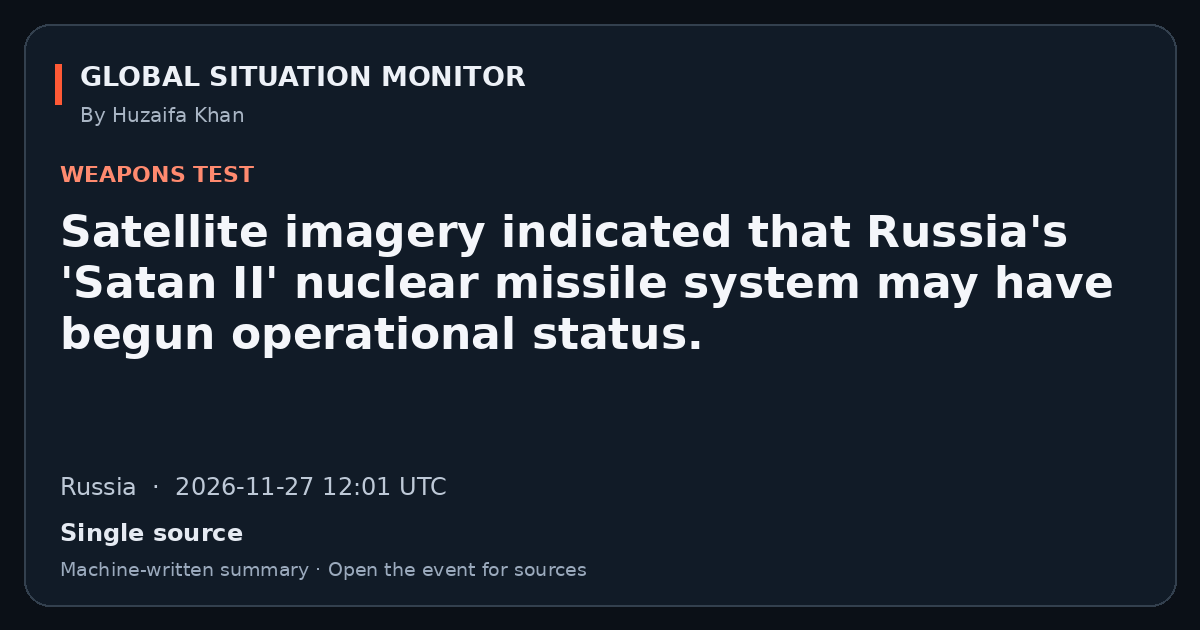 GLOBAL SITUATION MONITOR
By Huzaifa Khan
WEAPONS TEST
Satellite imagery indicated that Russia's
'Satan II' nuclear missile system may have
begun operational status.
Russia · 2026-11-27 12:01 UTC
Single source
Machine-written summary · Open the event for sources